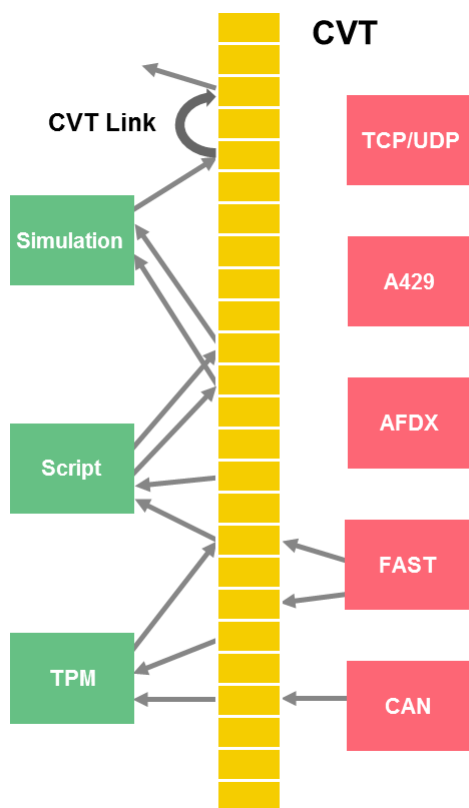 CVT
CVT Link
TCP/UDP
Simulation
A429
AFDX
Script
FAST
TPM
CAN